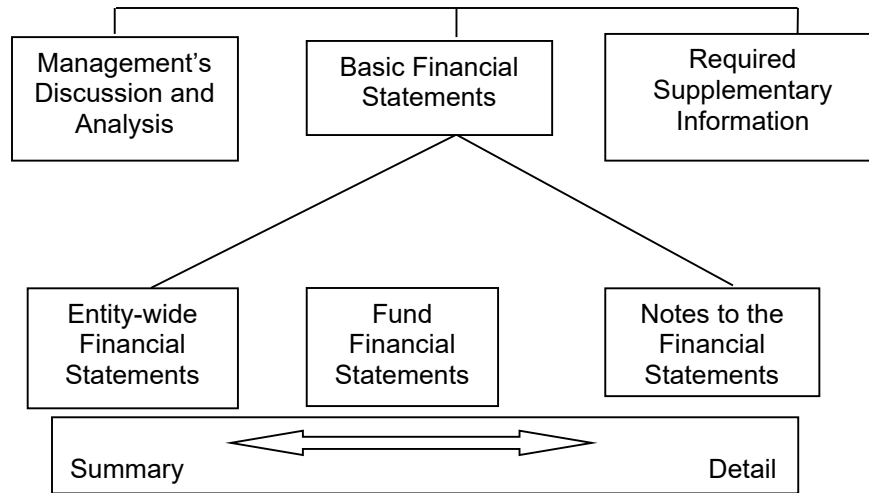 Management’s
Discussion and
Analysis
Basic Financial
Statements
Required
Supplementary
Information
Entity-wide
Financial
Statements
Fund
Financial
Statements
Notes to the
Financial
Statements
Summary
Detail